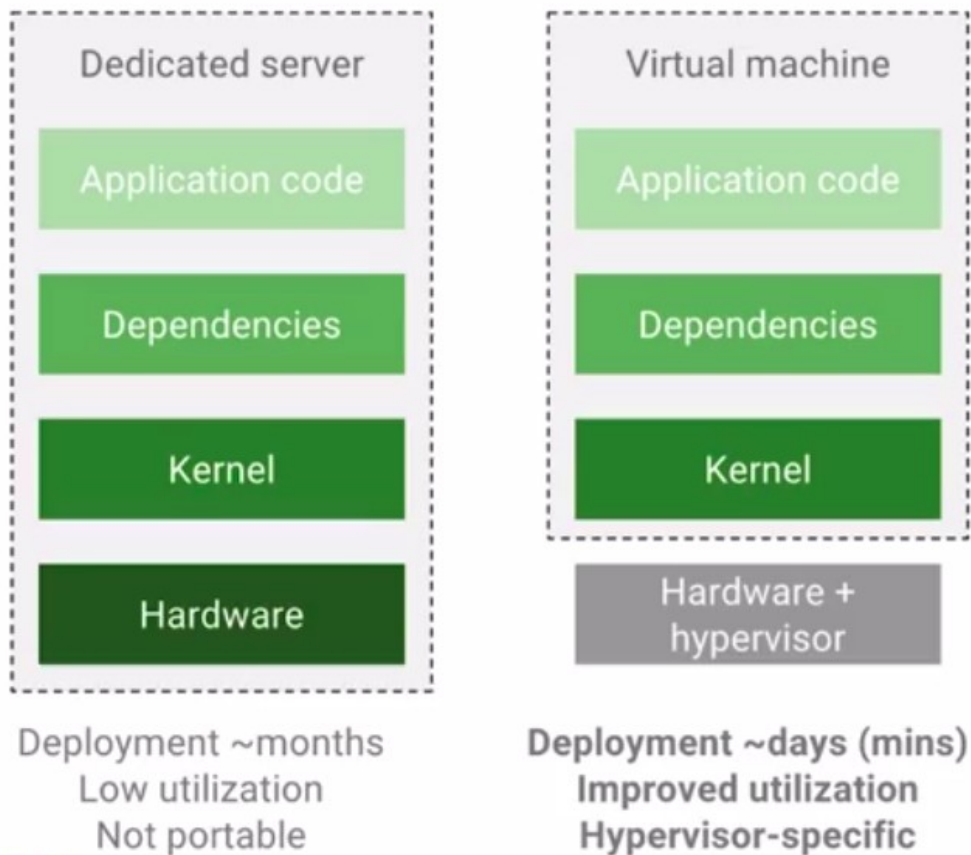 Dedicated server
Application code
Dependencies
Kernel
Hardware
Deployment ~months
Low utilization
Not portable
Virtual machine
Application code
Dependencies
Kernel
Hardware +
hypervisor
Deployment ~days (mins)
Improved utilization
Hypervisor-specific